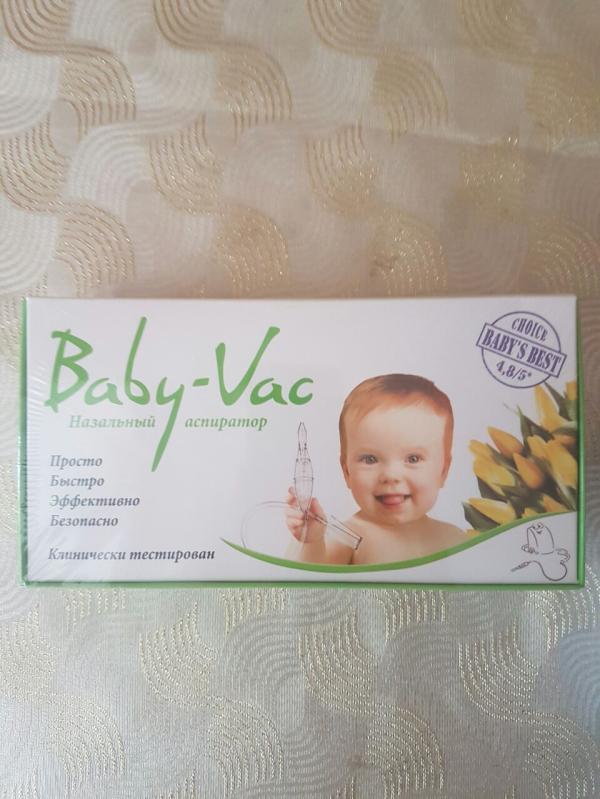 Baby-Vac
Назальный аспиратор
Просто
Быстро
Эффективно
Безопасно
Клинически тестирован
CHOICE
BABY'S BEST
4,8/5*